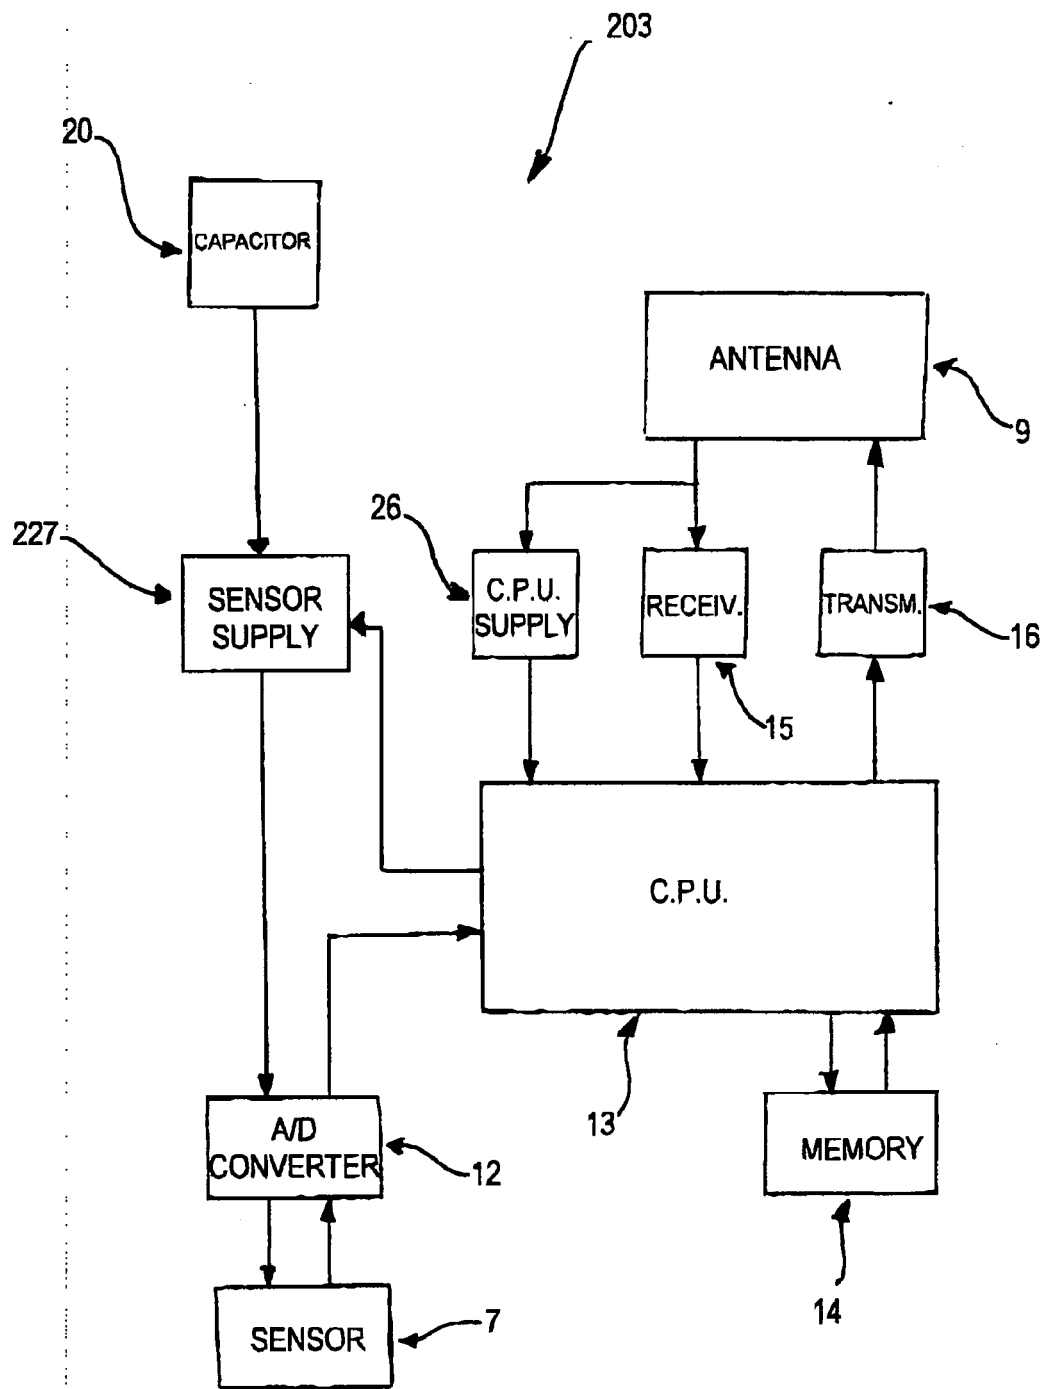 203
20
CAPACITOR
ANTENNA
9
227
SENSOR
SUPPLY
26
C.P.U.
SUPPLY
RECEIV.
TRANSM.
16
15
C.P.U.
13
A/D
CONVERTER
12
MEMORY
14
SENSOR
7